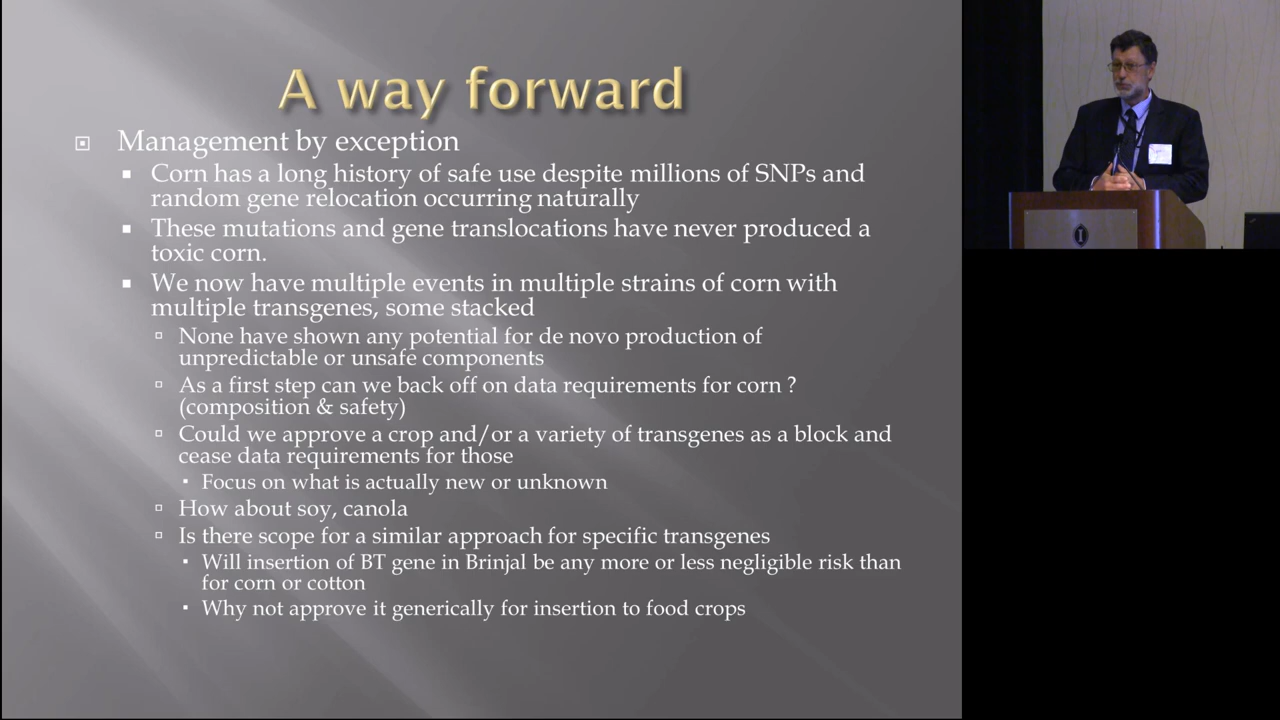 A way forward
Management by exception
Corn has a long history of safe use despite millions of SNPs and
random gene relocation occurring naturally
These mutations and gene translocations have never produced a
toxic corn.
We now have multiple events in multiple strains of corn with
multiple transgenes, some stacked
None have shown any potential for de novo production of
unpredictable or unsafe components
As a first step can we back off on data requirements for corn ?
(composition & safety)
Could we approve a crop and/or a variety of transgenes as a block and
cease data requirements for those
Focus on what is actually new or unknown
How about soy, canola
Is there scope for a similar approach for specific transgenes
Will insertion of BT gene in Brinjal be any more or less negligible risk than
for corn or cotton
Why not approve it generically for insertion to food crops
I